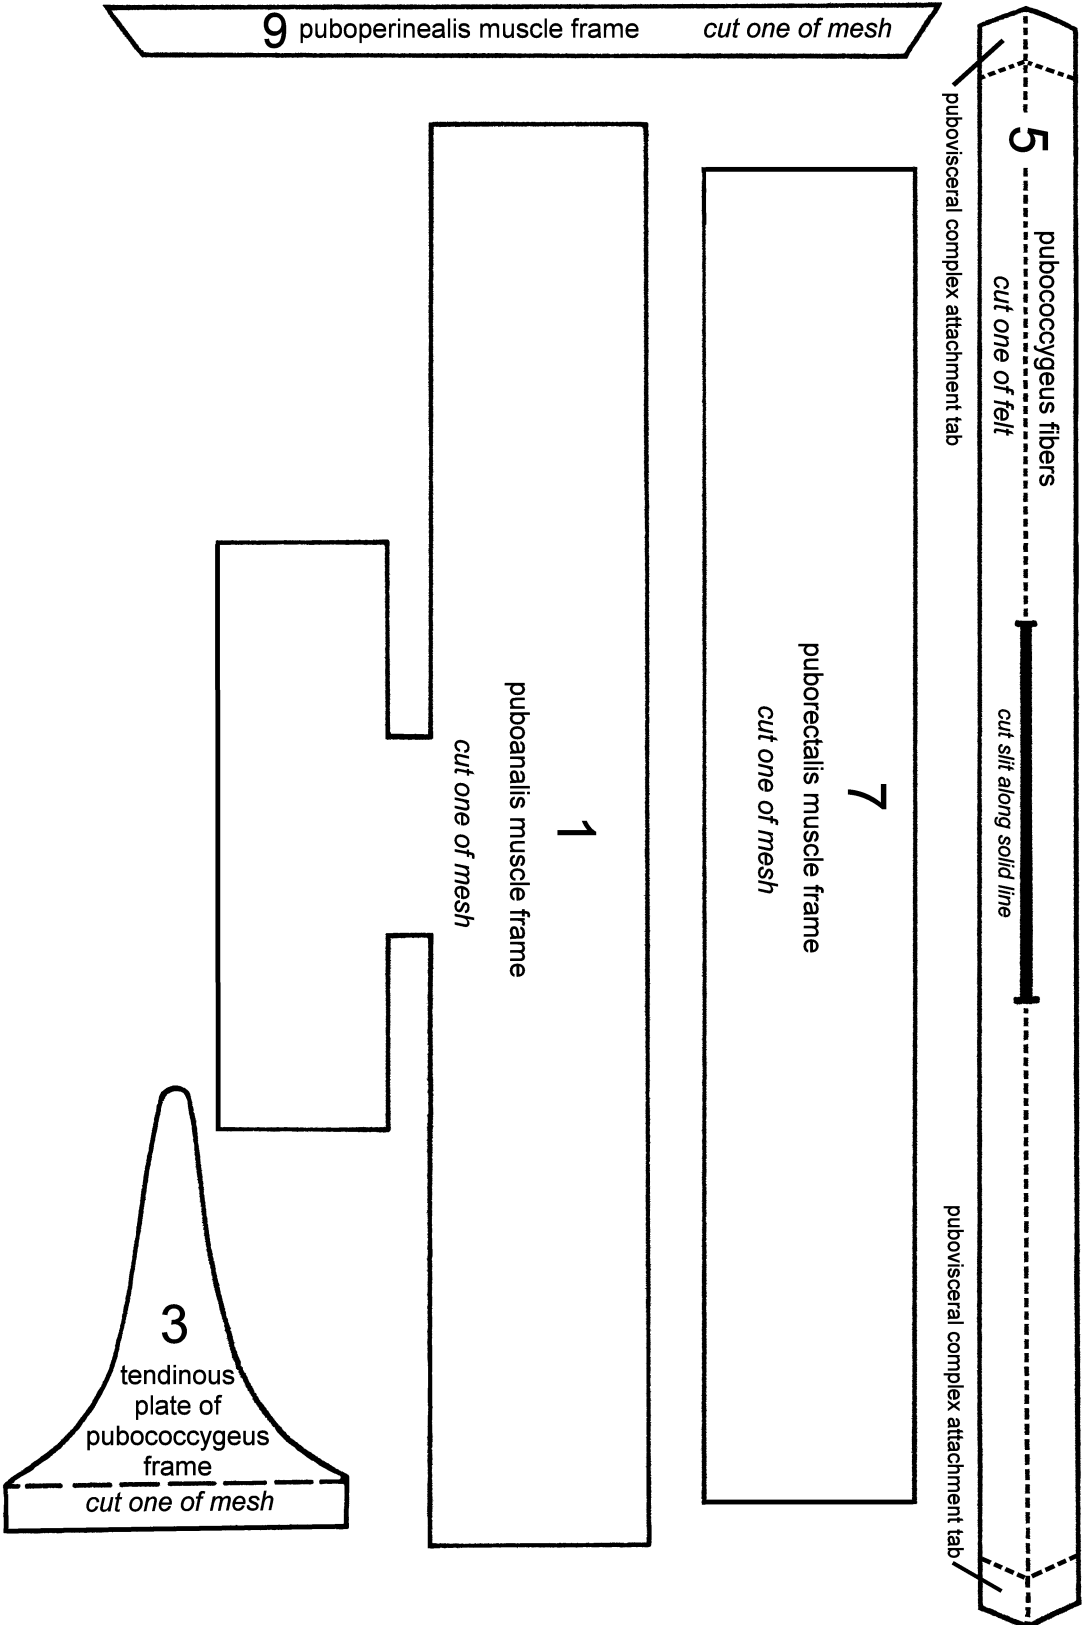 9 puboperinealis muscle frame cut one of mesh
5
pubococcygeus fibers
cut one of felt
pubovisceral complex attachment tab
cut slit along solid line
pubovisceral complex attachment tab
7
puborectalis muscle frame
cut one of mesh
1
puboanalis muscle frame
cut one of mesh
3
tendinous
plate of
pubococcygeus
frame
cut one of mesh